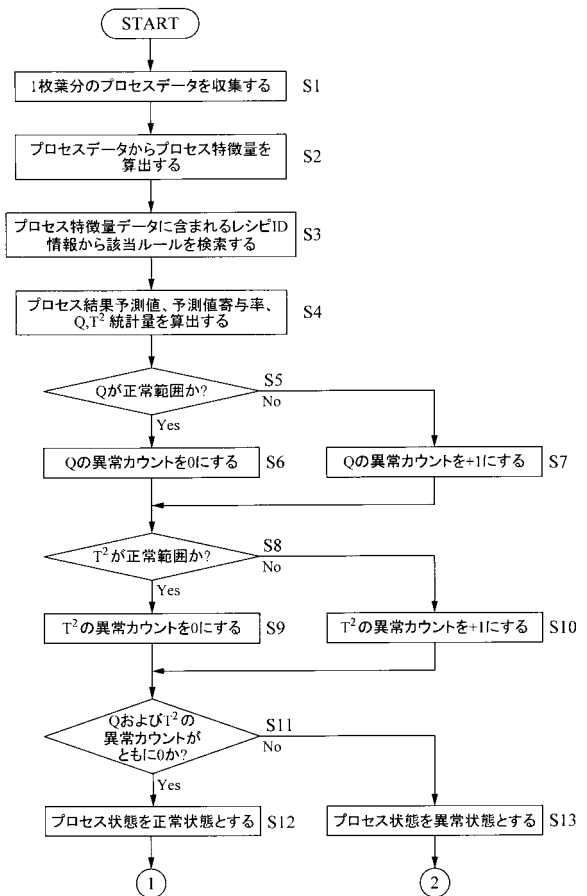 START
1枚葉分のプロセスデータを収集する S1
プロセスデータからプロセス特徴量を
算出する
S2
プロセス特徴量データに含まれるレシピID
情報から該当ルールを検索する
S3
プロセス結果予測値、予測値寄与率、
Q,T² 統計量を算出する
S4
Qが正常範囲か?
S5
No
Yes
Qの異常カウントを0にする S6
Qの異常カウントを+1にする S7
T²が正常範囲か?
S8
No
Yes
T²の異常カウントを0にする S9
T²の異常カウントを+1にする S10
QおよびT²の
異常カウントが
ともに0か?
S11
No
Yes
プロセス状態を正常状態とする S12
プロセス状態を異常状態とする S13
1
2